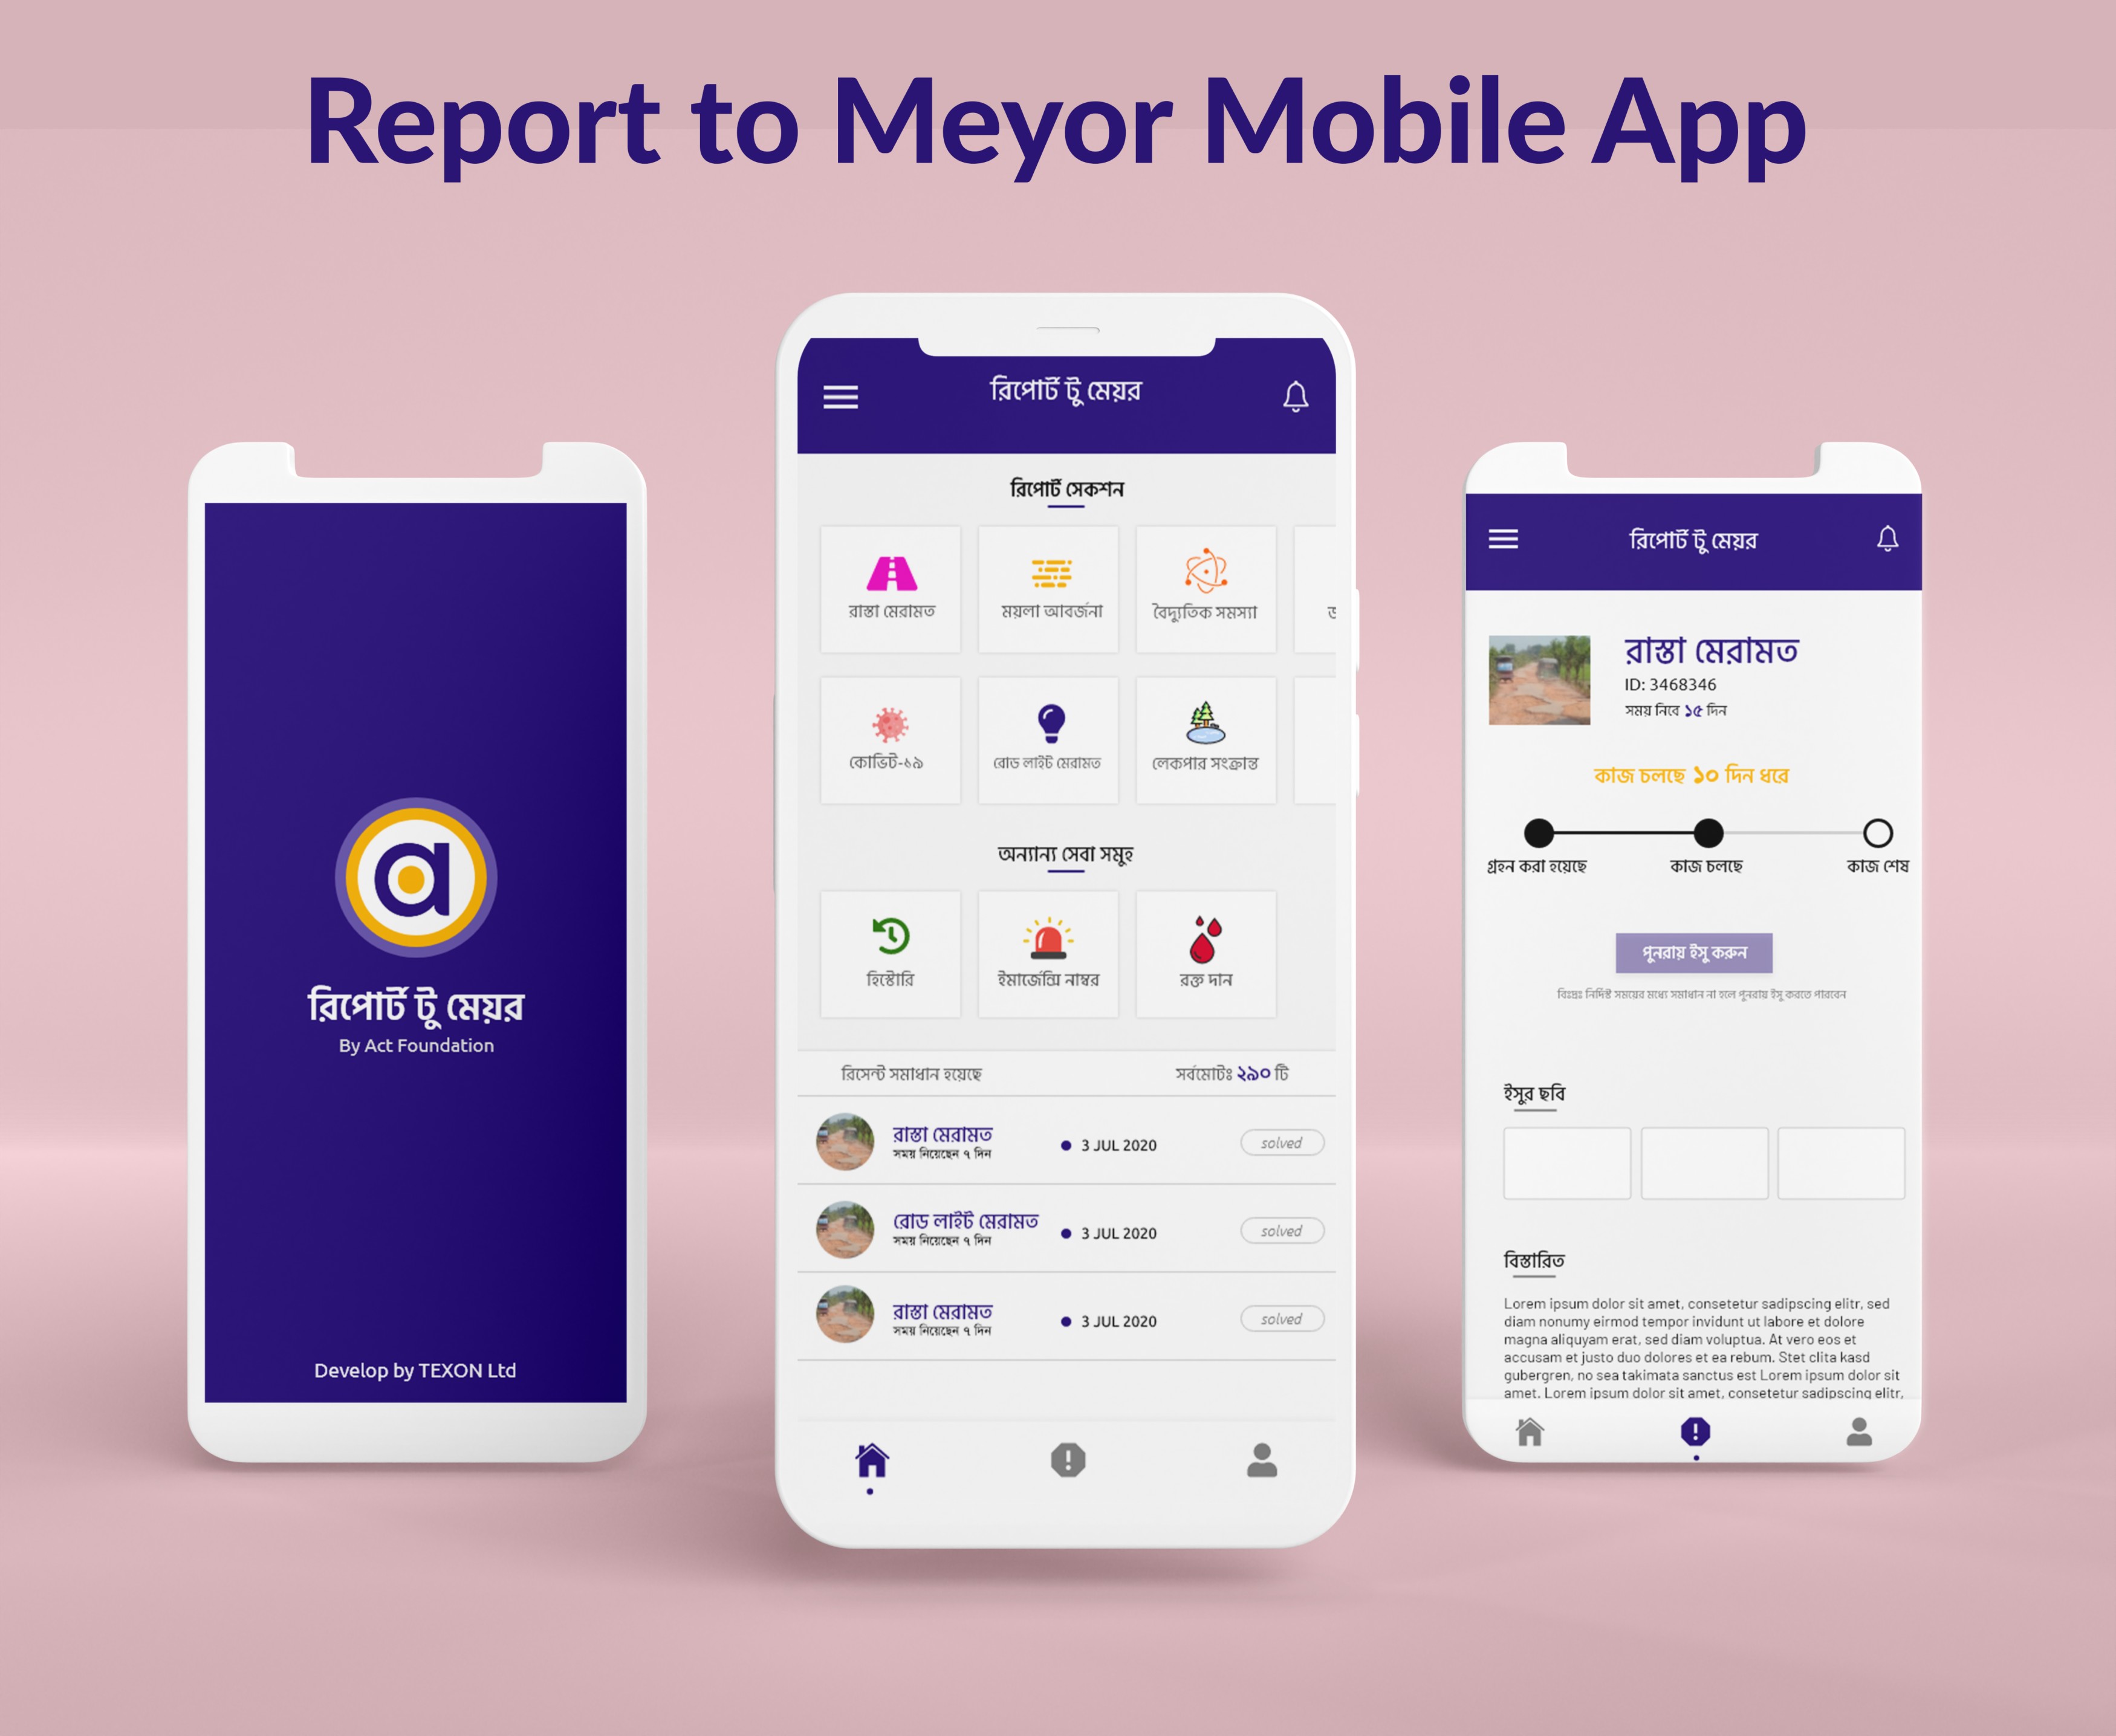 Report to Meyor Mobile App
রিপোর্ট টু মেয়র
By Act Foundation
Develop by TEXON Ltd
রিপোর্ট টু মেয়র
রিপোর্ট সেকশন
রাস্তা মেরামত
ময়লা আবর্জনা
বৈদ্যুতিক সমস্যা
কোভিট-১৯
রোড লাইট মেরামত
লেকপার সংক্রান্ত
অন্যান্য সেবা সমুহ
হিস্টোরি
ইমার্জেন্সি নাম্বর
রক্ত দান
রিসেন্ট সমাধান হয়েছে
সর্বমোটঃ ২৯০ টি
রাস্তা মেরামত
সময় নিয়েছেন ৭ দিন
3 JUL 2020
solved
রোড লাইট মেরামত
সময় নিয়েছেন ৭ দিন
3 JUL 2020
solved
রাস্তা মেরামত
সময় নিয়েছেন ৭ দিন
3 JUL 2020
solved
রিপোর্ট টু মেয়র
রাস্তা মেরামত
ID: 3468346
সময় নিবে ১৫ দিন
কাজ চলছে ১০ দিন ধরে
গ্রহন করা হয়েছে
কাজ চলছে
কাজ শেষ
পুনরায় ইসু করুন
বিঃদ্রঃ নির্দিষ্ট সময়ের মধ্যে সমাধান না হলে পুনরায় ইসু করতে পারবেন
ইসুর ছবি
বিস্তারিত
Lorem ipsum dolor sit amet, consetetur sadipscing elitr, sed
diam nonumy eirmod tempor invidunt ut labore et dolore
magna aliquyam erat, sed diam voluptua. At vero eos et
accusam et justo duo dolores et ea rebum. Stet clita kasd
gubergren, no sea takimata sanctus est Lorem ipsum dolor sit
amet. Lorem ipsum dolor sit amet, consetetur sadipscing elitr,